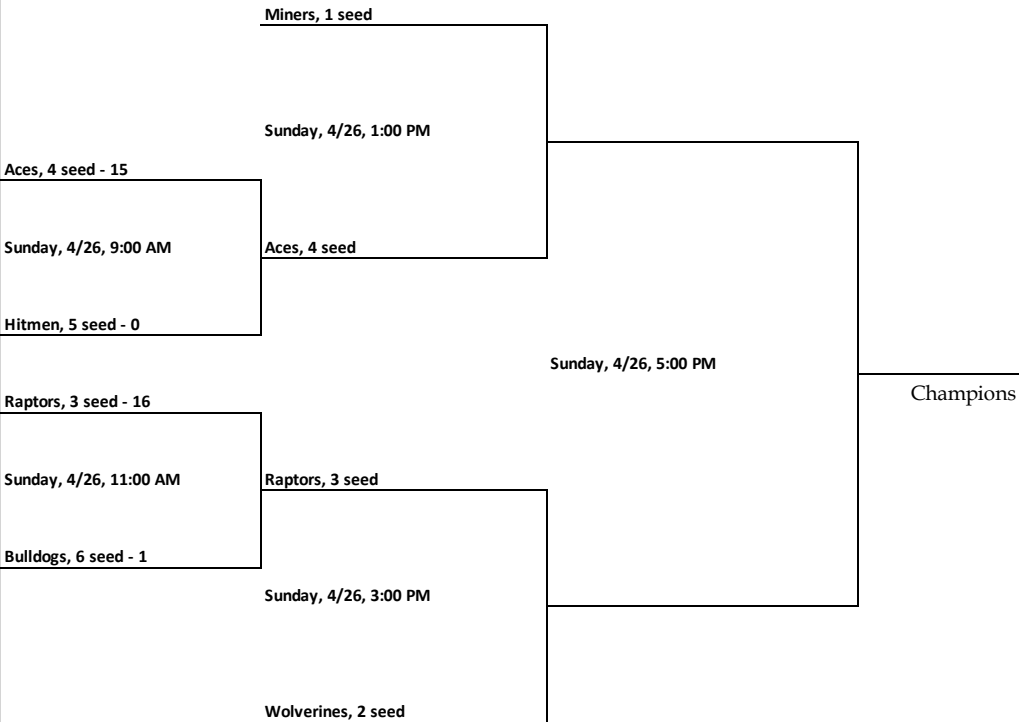 Miners, 1 seed
Sunday, 4/26, 1:00 PM
Aces, 4 seed - 15
Sunday, 4/26, 9:00 AM
Aces, 4 seed
Hitmen, 5 seed - 0
Sunday, 4/26, 5:00 PM
Champions
Raptors, 3 seed - 16
Sunday, 4/26, 11:00 AM
Raptors, 3 seed
Bulldogs, 6 seed - 1
Sunday, 4/26, 3:00 PM
Wolverines, 2 seed